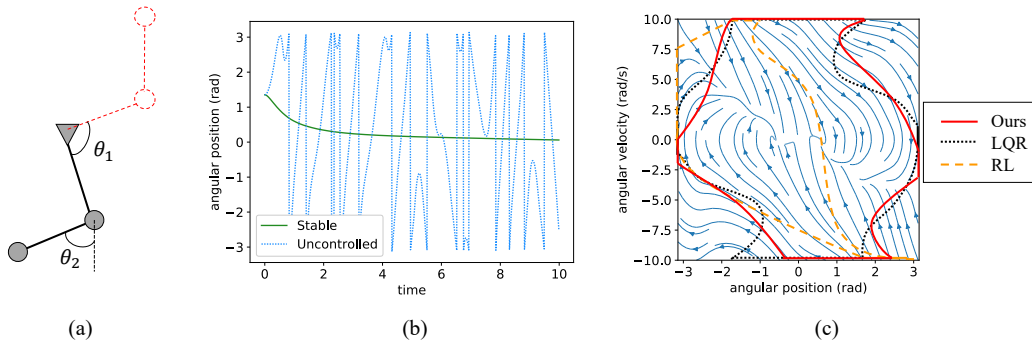 θ1
θ2
(a)
angular position (rad)
3
2
1
0
−1
−2
−3
Stable
Uncontrolled
0 2 4 6 8 10
time
(b)
angular velocity (rad/s)
10.0
7.5
5.0
2.5
0.0
−2.5
−5.0
−7.5
−10.0
−3 −2 −1 0 1 2 3
angular position (rad)
Ours
LQR
RL
(c)